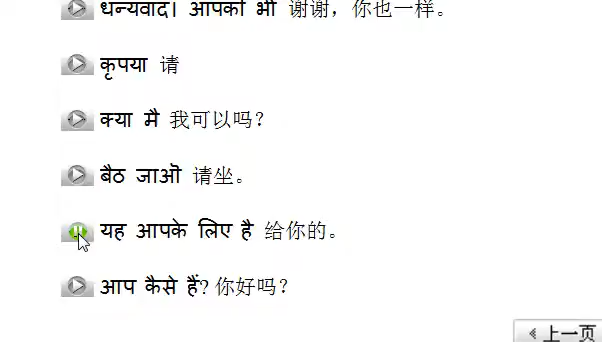 धन्यवाद। आपको भी 谢谢，你也一样。
कृपया 请
क्या मै 我可以吗？
बैठ जाओ 请坐。
यह आपके लिए है 给你的。
आप कैसे हैं? 你好吗？
上一页